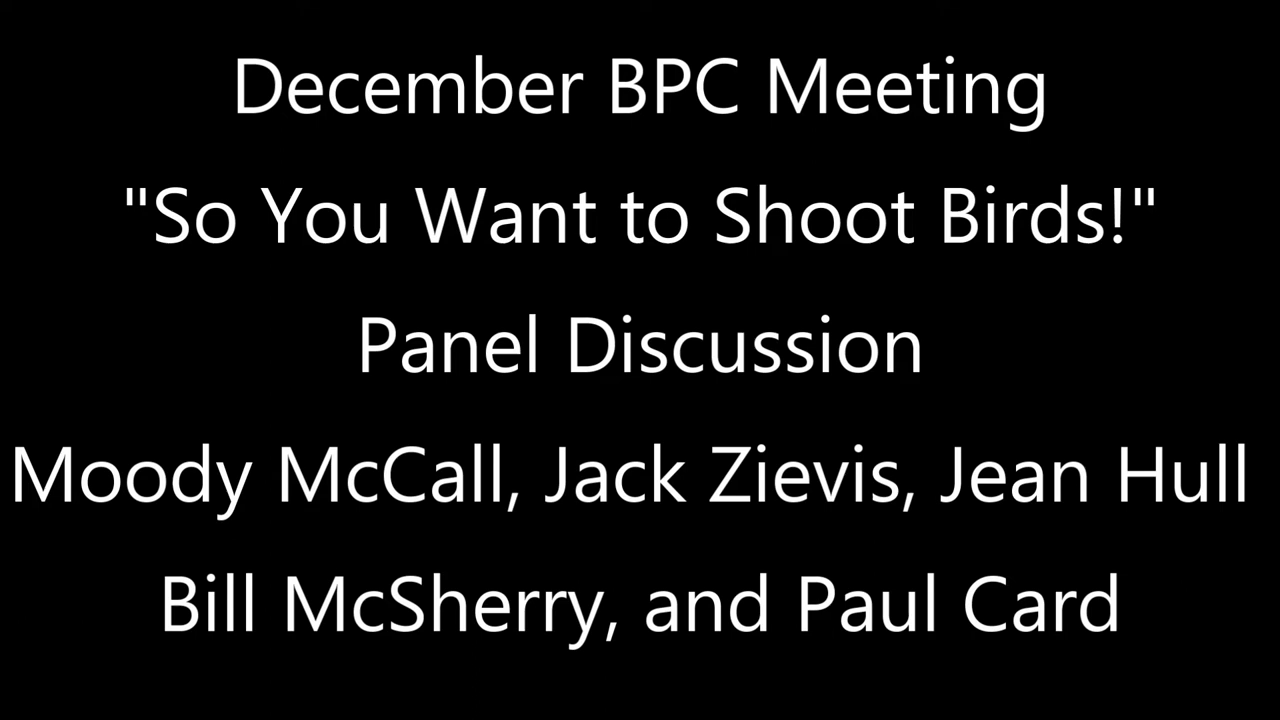 December BPC Meeting
"So You Want to Shoot Birds!"
Panel Discussion
Moody McCall, Jack Zievis, Jean Hull
Bill McSherry, and Paul Card